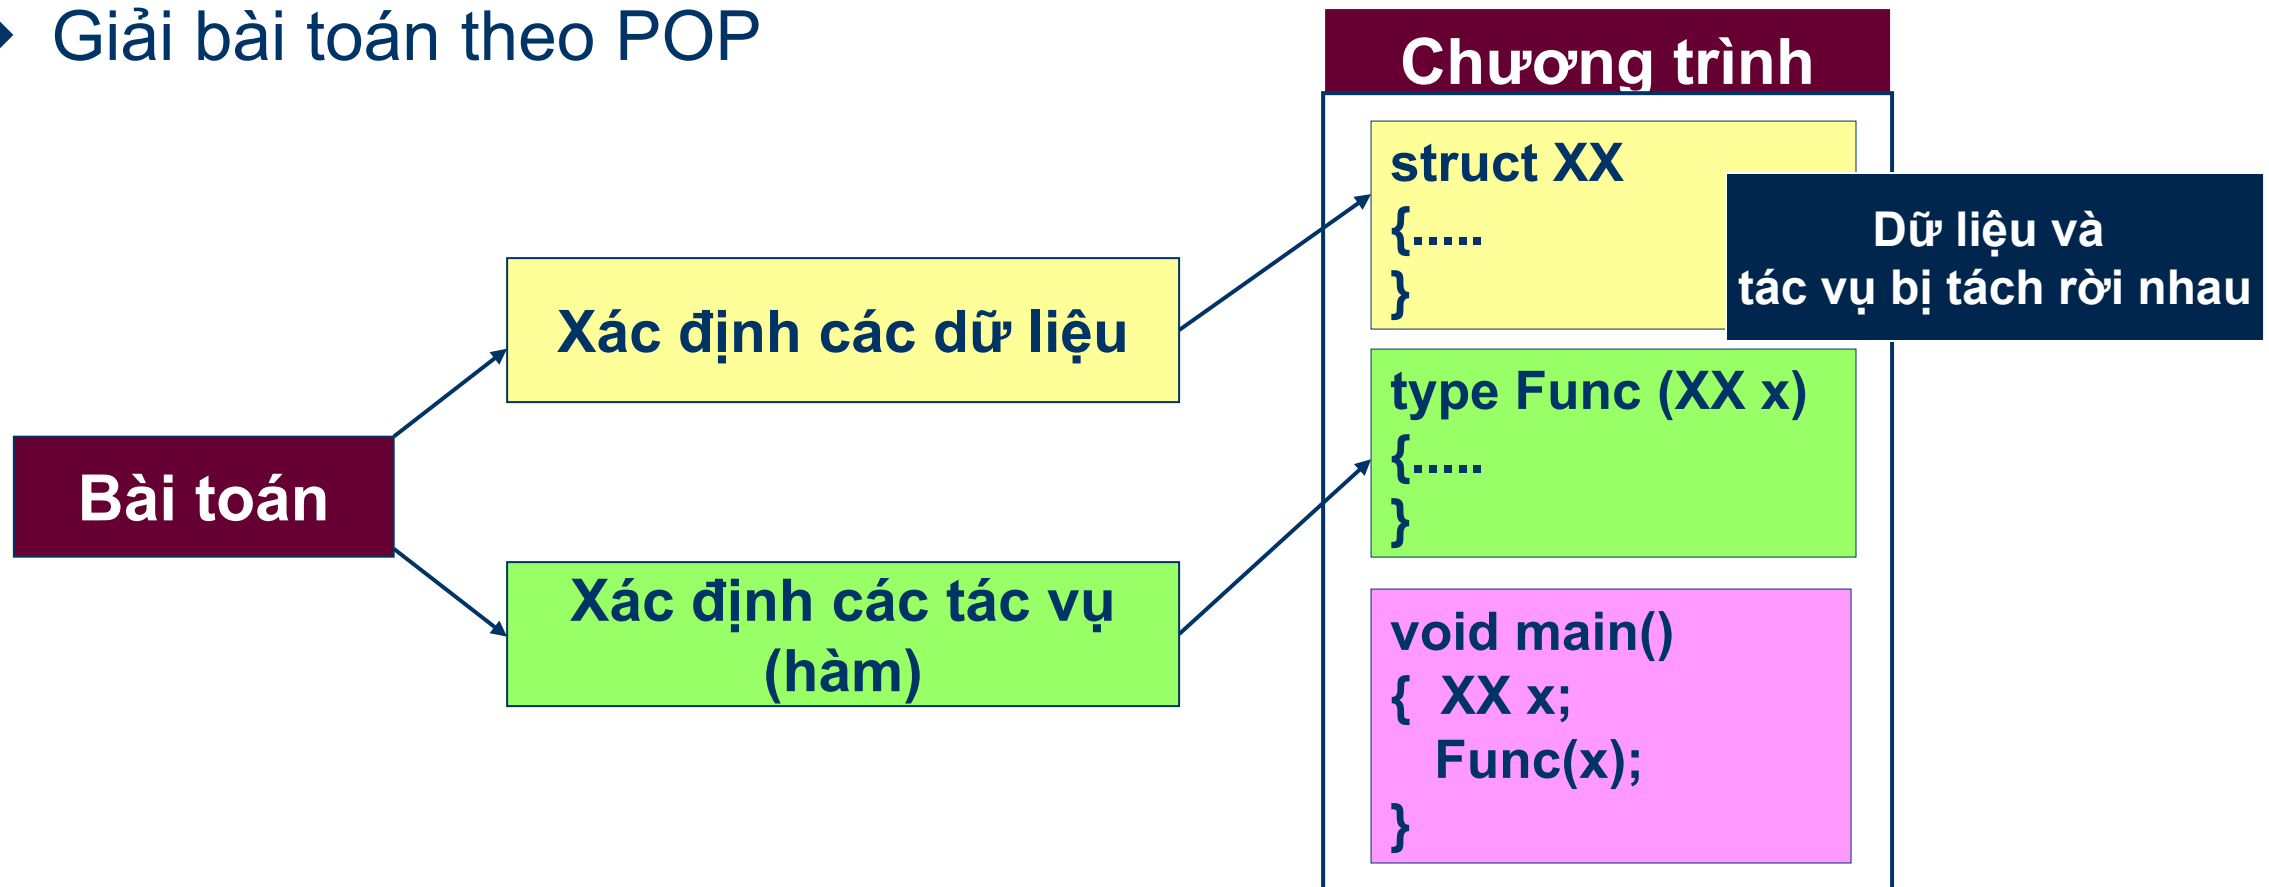 Giải bài toán theo POP
Chương trình
struct XX
{.....
}
Dữ liệu và
tác vụ bị tách rời nhau
Xác định các dữ liệu
type Func (XX x)
{.....
}
Bài toán
Xác định các tác vụ
(hàm)
void main()
{ XX x;
Func(x);
}